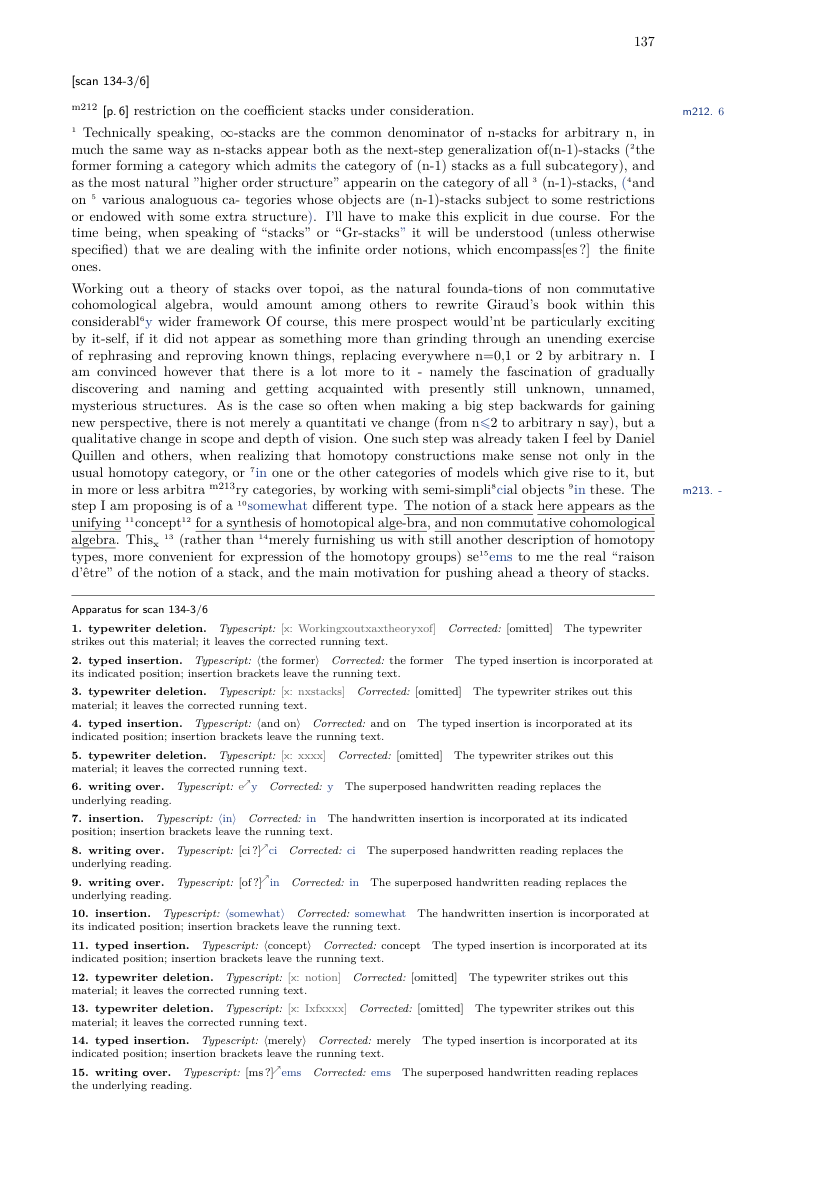 137
[scan 134-3/6]
m212 [p. 6] restriction on the coefficient stacks under consideration.
m212. 6
¹ Technically speaking, ∞-stacks are the common denominator of n-stacks for arbitrary n, in
much the same way as n-stacks appear both as the next-step generalization of(n-1)-stacks (²the
former forming a category which admits the category of (n-1) stacks as a full subcategory), and
as the most natural ”higher order structure” appearin on the category of all ³ (n-1)-stacks, (⁴and
on ⁵ various analogous ca- tegories whose objects are (n-1)-stacks subject to some restrictions
or endowed with some extra structure). I'll have to make this explicit in due course. For the
time being, when speaking of “stacks” or “Gr-stacks” it will be understood (unless otherwise
specified) that we are dealing with the infinite order notions, which encompass[es ?] the finite
ones.
Working out a theory of stacks over topoi, as the natural founda-tions of non commutative
cohomological algebra, would amount among others to rewrite Giraud's book within this
considerabl⁶y wider framework Of course, this mere prospect would'nt be particularly exciting
by it-self, if it did not appear as something more than grinding through an unending exercise
of rephrasing and reproving known things, replacing everywhere n=0,1 or 2 by arbitrary n. I
am convinced however that there is a lot more to it - namely the fascination of gradually
discovering and naming and getting acquainted with presently still unknown, unnamed,
mysterious structures. As is the case so often when making a big step backwards for gaining
new perspective, there is not merely a quantitati ve change (from n⩽2 to arbitrary n say), but a
qualitative change in scope and depth of vision. One such step was already taken I feel by Daniel
Quillen and others, when realizing that homotopy constructions make sense not only in the
usual homotopy category, or ⁷in one or the other categories of models which give rise to it, but
in more or less arbitra m213ry categories, by working with semi-simpli⁸cial objects ⁹in these. The
m213. -
step I am proposing is of a ¹⁰somewhat different type. The notion of a stack here appears as the
unifying ¹¹concept¹² for a synthesis of homotopical alge-bra, and non commutative cohomological
algebra. Thisₓ ¹³ (rather than ¹⁴merely furnishing us with still another description of homotopy
types, more convenient for expression of the homotopy groups) se¹⁵ems to me the real “raison
d'être” of the notion of a stack, and the main motivation for pushing ahead a theory of stacks.
Apparatus for scan 134-3/6
1. typewriter deletion. Typescript: [x: Workingxoutxaxtheoryxof] Corrected: [omitted] The typewriter
strikes out this material; it leaves the corrected running text.
2. typed insertion. Typescript: ⟨the former⟩ Corrected: the former The typed insertion is incorporated at
its indicated position; insertion brackets leave the running text.
3. typewriter deletion. Typescript: [x: nxstacks] Corrected: [omitted] The typewriter strikes out this
material; it leaves the corrected running text.
4. typed insertion. Typescript: ⟨and on⟩ Corrected: and on The typed insertion is incorporated at its
indicated position; insertion brackets leave the running text.
5. typewriter deletion. Typescript: [x: xxxx] Corrected: [omitted] The typewriter strikes out this
material; it leaves the corrected running text.
6. writing over. Typescript: e↗y Corrected: y The superposed handwritten reading replaces the
underlying reading.
7. insertion. Typescript: ⟨in⟩ Corrected: in The handwritten insertion is incorporated at its indicated
position; insertion brackets leave the running text.
8. writing over. Typescript: [ci ?]↗ci Corrected: ci The superposed handwritten reading replaces the
underlying reading.
9. writing over. Typescript: [of ?]↗in Corrected: in The superposed handwritten reading replaces the
underlying reading.
10. insertion. Typescript: ⟨somewhat⟩ Corrected: somewhat The handwritten insertion is incorporated at
its indicated position; insertion brackets leave the running text.
11. typed insertion. Typescript: ⟨concept⟩ Corrected: concept The typed insertion is incorporated at its
indicated position; insertion brackets leave the running text.
12. typewriter deletion. Typescript: [x: notion] Corrected: [omitted] The typewriter strikes out this
material; it leaves the corrected running text.
13. typewriter deletion. Typescript: [x: Ixfxxxx] Corrected: [omitted] The typewriter strikes out this
material; it leaves the corrected running text.
14. typed insertion. Typescript: ⟨merely⟩ Corrected: merely The typed insertion is incorporated at its
indicated position; insertion brackets leave the running text.
15. writing over. Typescript: [ms ?]↗ems Corrected: ems The superposed handwritten reading replaces
the underlying reading.